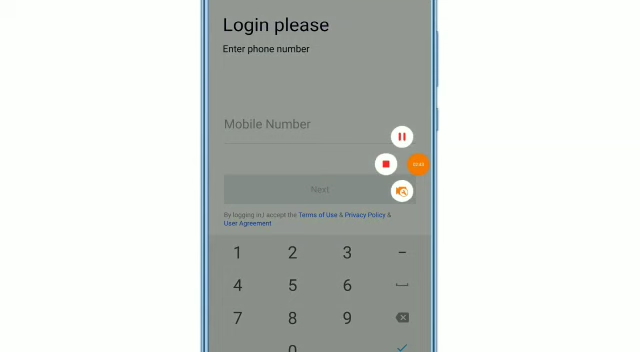 Login please
Enter phone number
Mobile Number
Next
By logging in,I accept the Terms of Use & Privacy Policy &
User Agreement
1 2 3 -
4 5 6
7 8 9
0